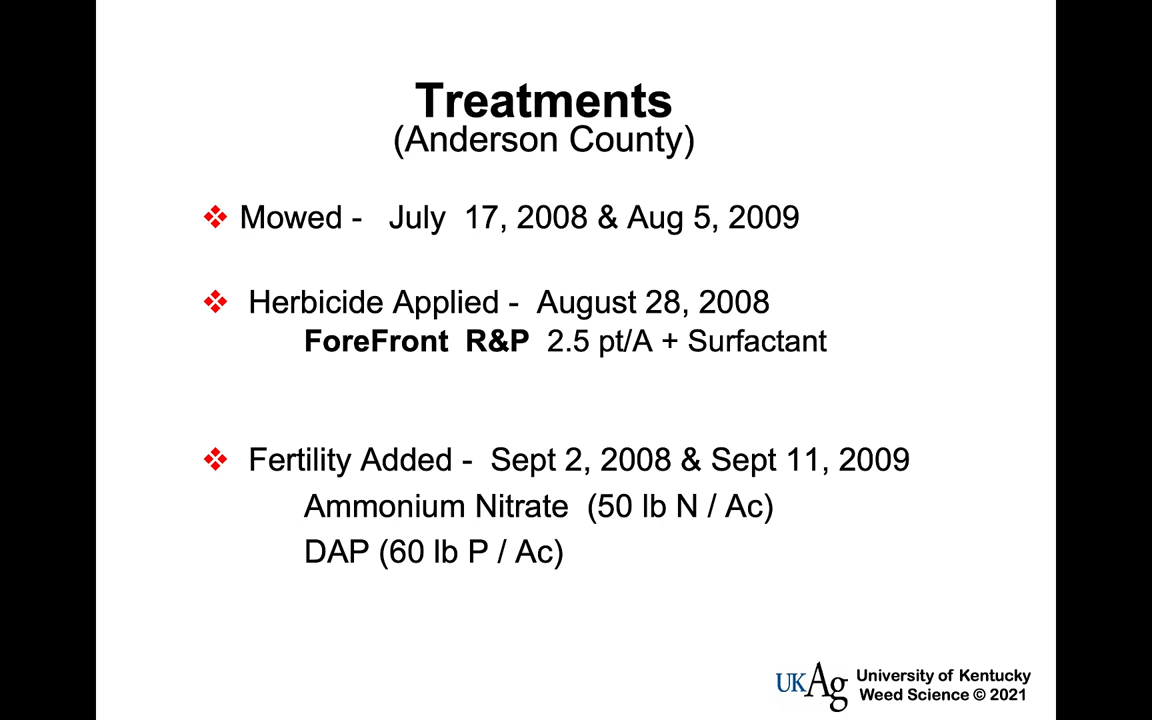 Treatments
(Anderson County)
Mowed - July 17, 2008 & Aug 5, 2009
Herbicide Applied - August 28, 2008
ForeFront R&P 2.5 pt/A + Surfactant
Fertility Added - Sept 2, 2008 & Sept 11, 2009
Ammonium Nitrate (50 lb N / Ac)
DAP (60 lb P / Ac)
UKAg University of Kentucky
Weed Science © 2021